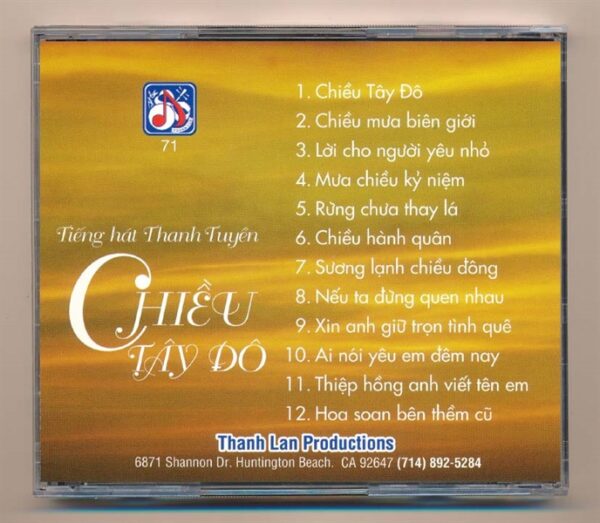 71
Tiếng hát Thanh Tuyền
CHIỀU
TÂY ĐÔ
1. Chiều Tây Đô
2. Chiều mưa biên giới
3. Lời cho người yêu nhỏ
4. Mưa chiều kỷ niệm
5. Rừng chưa thay lá
6. Chiều hành quân
7. Sương lạnh chiều đông
8. Nếu ta đừng quen nhau
9. Xin anh giữ trọn tình quê
10. Ai nói yêu em đêm nay
11. Thiệp hồng anh viết tên em
12. Hoa soan bên thềm cũ
Thanh Lan Productions
6871 Shannon Dr. Huntington Beach. CA 92647 (714) 892-5284